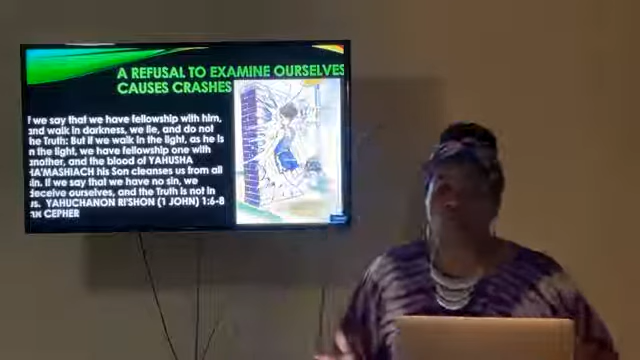 A REFUSAL TO EXAMINE OURSELVES
CAUSES CRASHES
f we say that we have fellowship with him,
and walk in darkness, we lie, and do not
he Truth: But if we walk in the light, as he is
n the light, we have fellowship one with
another, and the blood of YAHUSHA
HA'MASHIACH his Son cleanses us from all
in. If we say that we have no sin, we
deceive ourselves, and the Truth is not in
us. YAHUCHANON RI'SHON (1 JOHN) 1:6-8
CEPHER